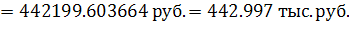 = 442199.603664 руб. = 442.997 тыс. руб.